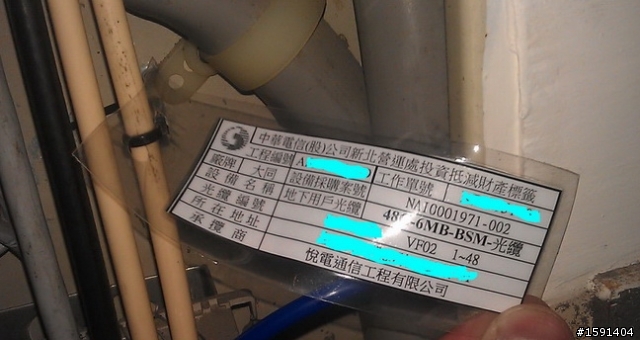 中華電信(股)公司新北營運處投資抵減財產標籤
工程編號 A 工作單號
廠牌 大同 設備採購案號 NAI0001971-002
設備名稱 地下用戶光纜 48C-6MB-BSM-光纜
光纜編號 VF02 1~48
所在地址
承攬商 悅電通信工程有限公司
#1591404